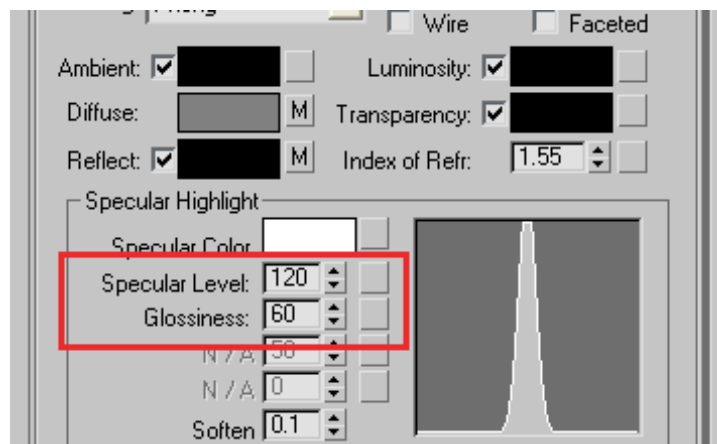 Wire Faceted
Ambient: Luminosity:
Diffuse: M Transparency:
Reflect: M Index of Refr: 1.55
Specular Highlight
Specular Color
Specular Level: 120
Glossiness: 60
N / A 50
N / A 0
Soften 0.1